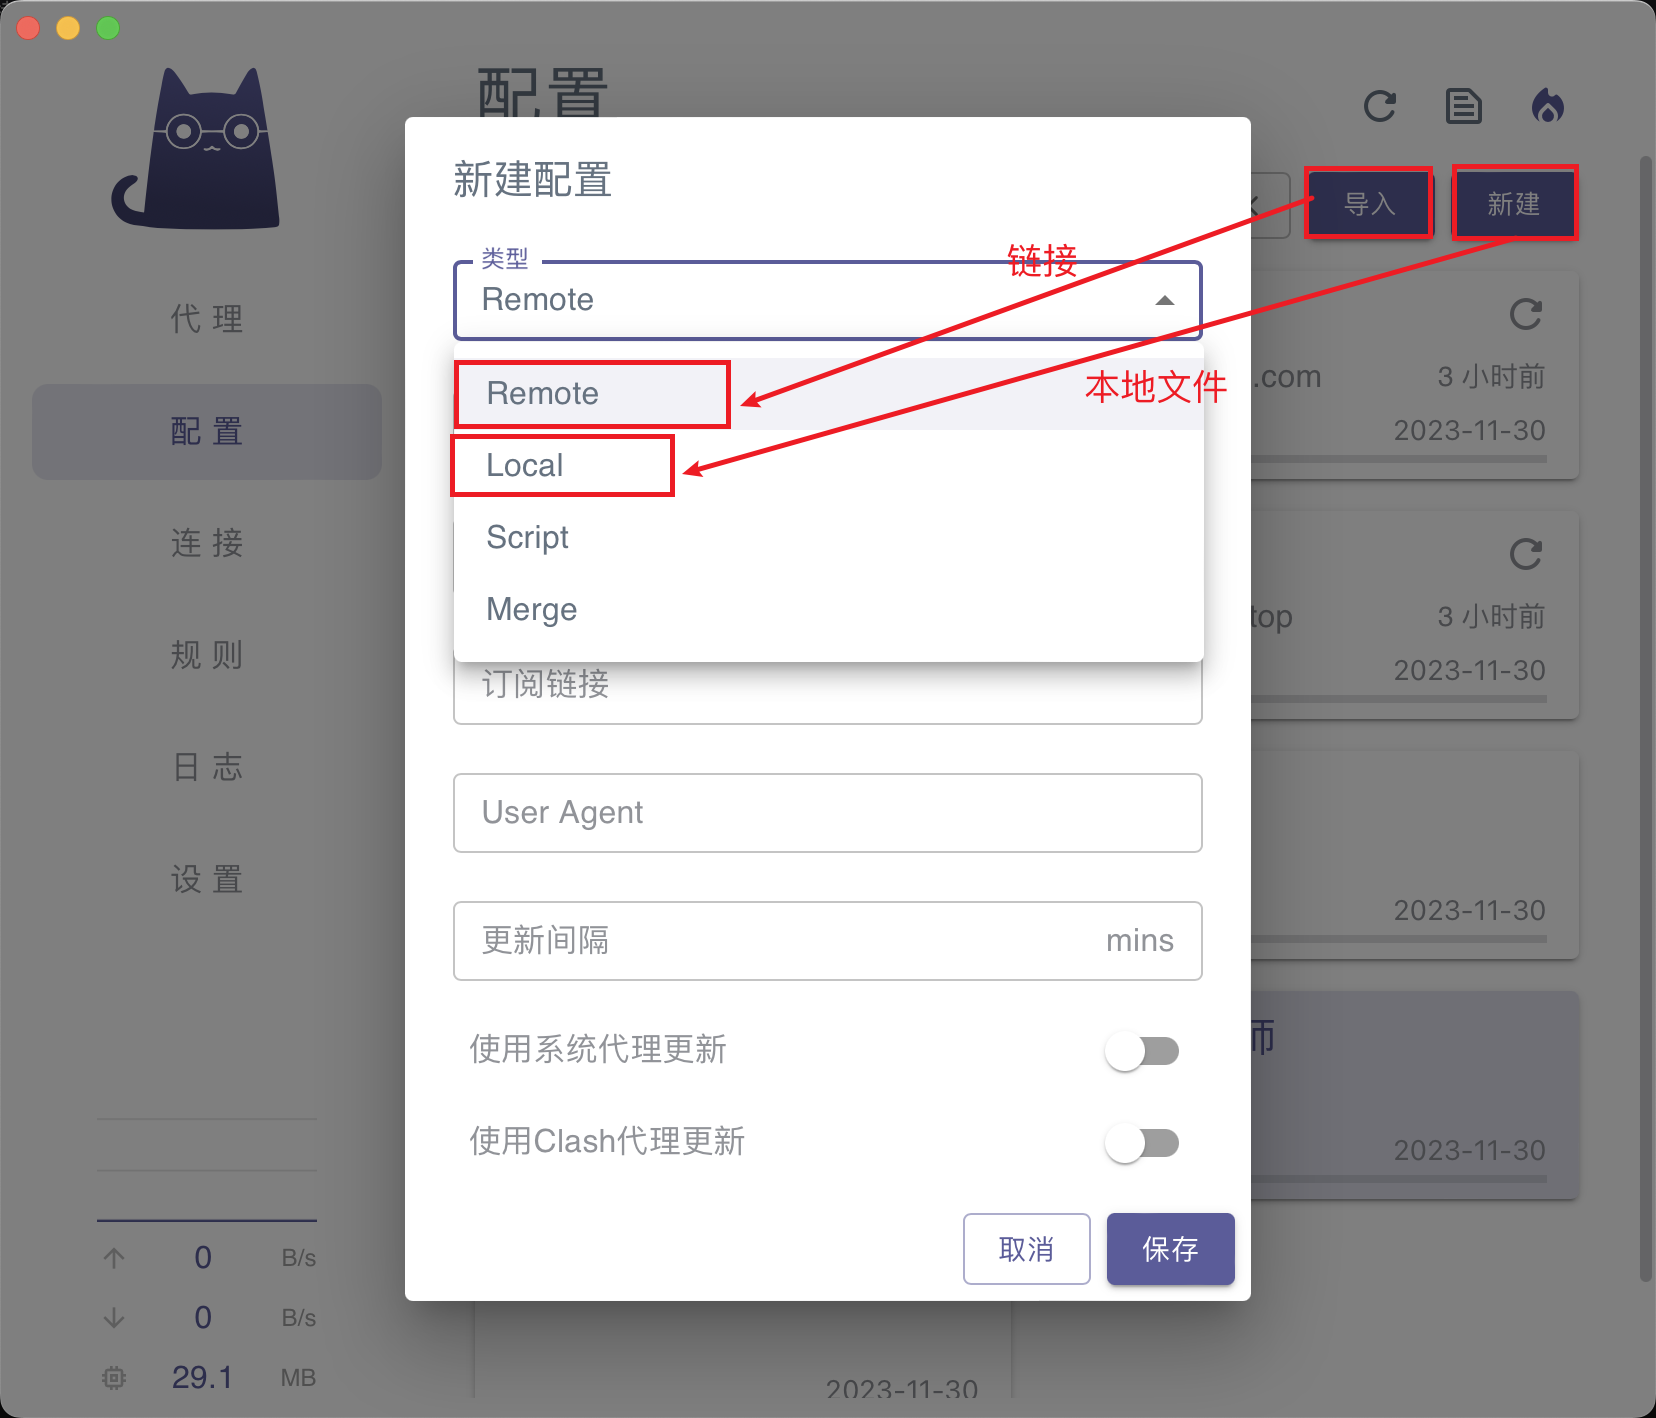 配置
导入
新建
新建配置
类型
Remote
链接
Remote
本地文件
Local
Script
Merge
订阅链接
User Agent
更新间隔
mins
使用系统代理更新
使用Clash代理更新
取消
保存
代理
配置
连接
规则
日志
设置
0 B/s
0 B/s
29.1 MB
.com
3 小时前
2023-11-30
top
3 小时前
2023-11-30
2023-11-30
师
2023-11-30
2023-11-30